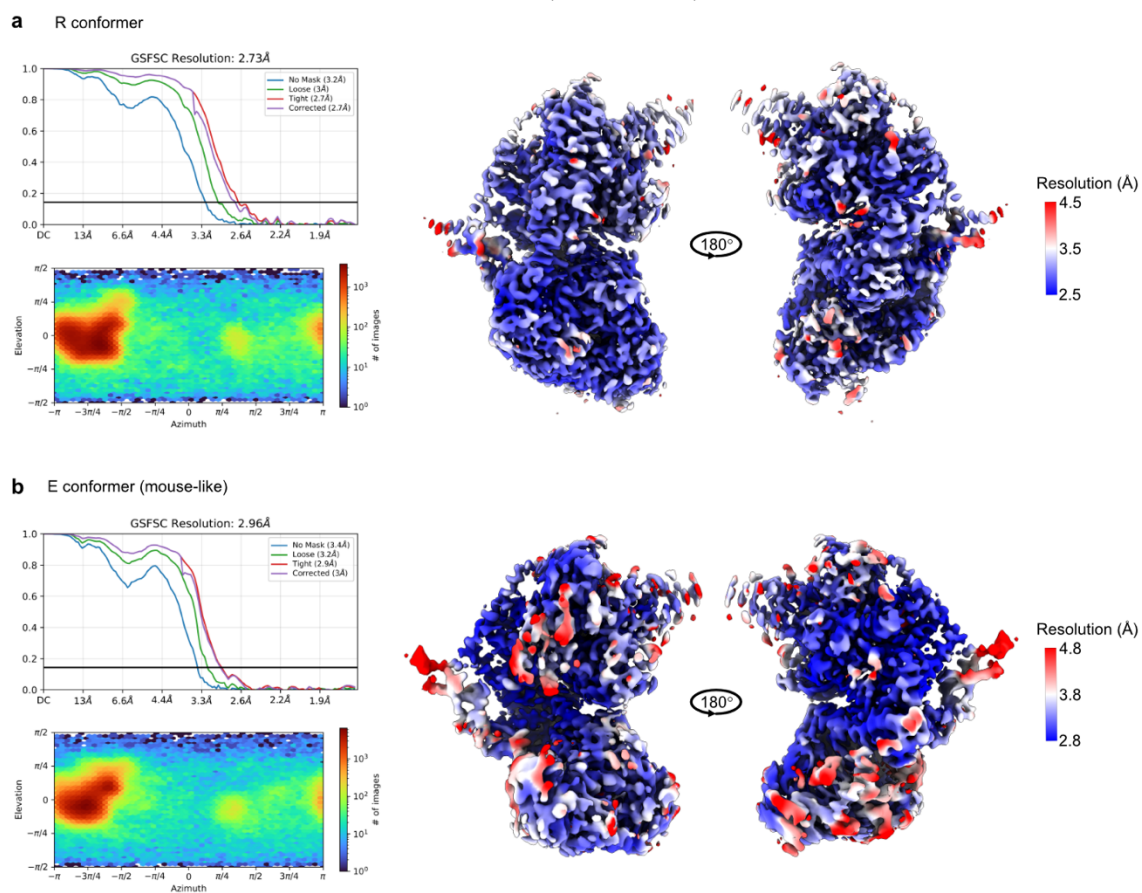 a R conformer
GSFSC Resolution: 2.73Å
1.0
0.8
0.6
0.4
0.2
0.0
No Mask (3.2Å)
Loose (3Å)
Tight (2.7Å)
Corrected (2.7Å)
DC 13Å 6.6Å 4.44Å 3.3Å 2.6Å 2.2Å 1.9Å
π/2
π/4
0
−π/4
−π/2
Elevation
−π −3π/4 −π/2 −π/4 0 π/4 π/2 3π/4 π
Azimuth
10³
10²
10¹
10⁰
# of images
180°
Resolution (Å)
4.5
3.5
2.5
b E conformer (mouse-like)
GSFSC Resolution: 2.96Å
1.0
0.8
0.6
0.4
0.2
0.0
No Mask (3.4Å)
Loose (3.2Å)
Tight (2.9Å)
Corrected (3Å)
DC 13Å 6.6Å 4.4Å 3.3Å 2.6Å 2.2Å 1.9Å
π/2
π/4
0
−π/4
−π/2
Elevation
−π −3π/4 −π/2 −π/4 0 π/4 π/2 3π/4 π
Azimuth
10³
10²
10¹
10⁰
# of images
180°
Resolution (Å)
4.8
3.8
2.8